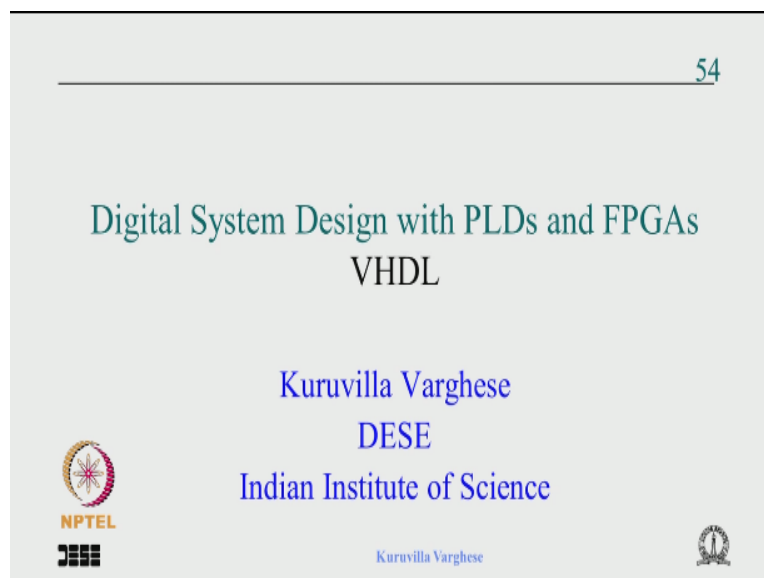 54
Digital System Design with PLDs and FPGAs
VHDL
Kuruvilla Varghese
DESE
Indian Institute of Science
NPTEL
DESE
Kuruvilla Varghese